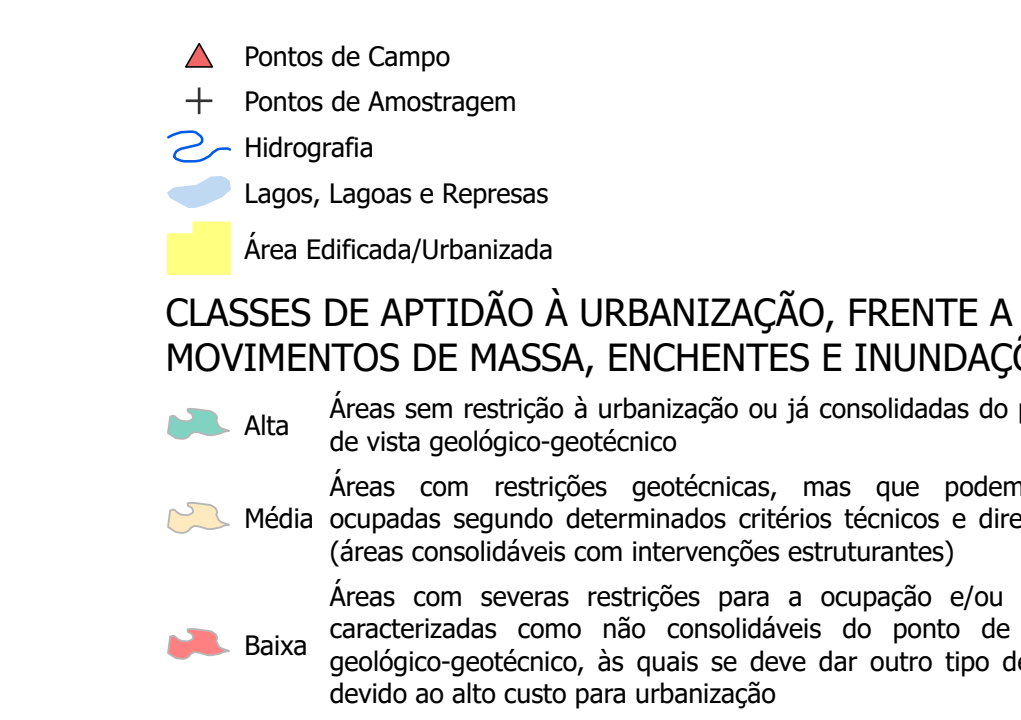 Pontos de Campo
Pontos de Amostragem
Hidrografia
Lagos, Lagoas e Represas
Área Edificada/Urbanizada
CLASSES DE APTIDÃO À URBANIZAÇÃO, FRENTE A
MOVIMENTOS DE MASSA, ENCHENTES E
Alta
Áreas sem restrição à urbanização ou já consolidadas do
de vista geológico-geotécnico
Média
Áreas com restrições geotécnicas, mas que podem
ocupadas segundo determinados critérios técnicos e
(áreas consolidáveis com intervenções estruturantes)
Baixa
Áreas com severas restrições para a ocupação e/ou
caracterizadas como não consolidáveis do ponto de
geológico-geotécnico, às quais se deve dar outro tipo
devido ao alto custo para urbanização